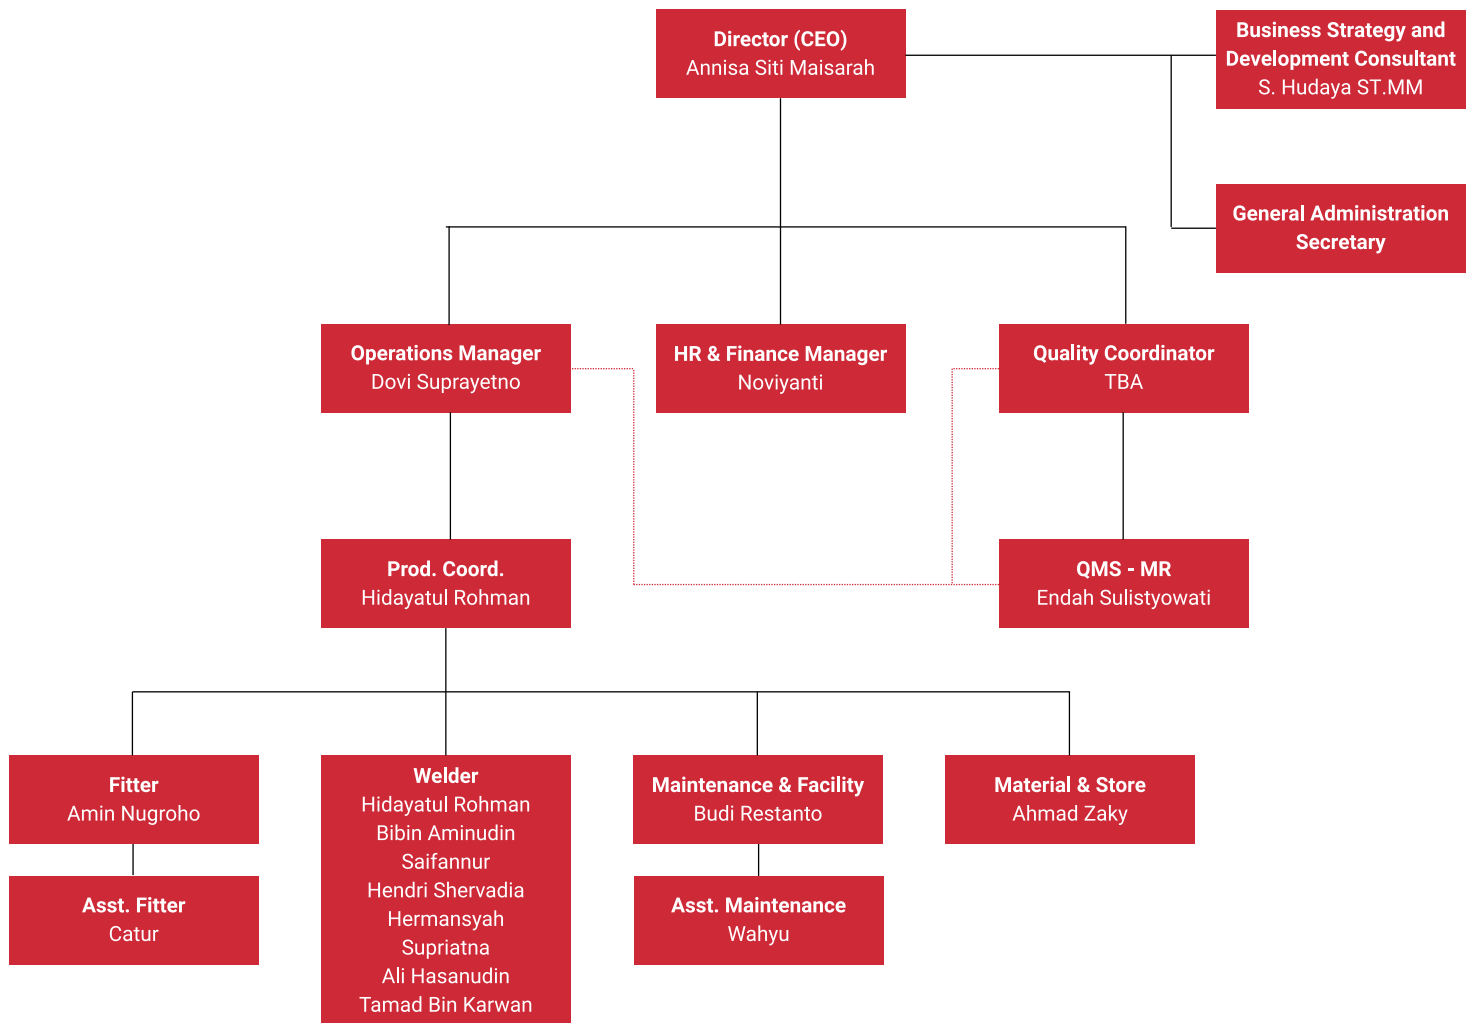 Director (CEO)
Annisa Siti Maisarah
Business Strategy and
Development Consultant
S. Hudaya ST.MM
General Administration
Secretary
Operations Manager
Dovi Suprayetno
HR & Finance Manager
Noviyanti
Quality Coordinator
TBA
Prod. Coord.
Hidayatul Rohman
QMS - MR
Endah Sulistyowati
Fitter
Amin Nugroho
Welder
Hidayatul Rohman
Bibin Aminudin
Saifannur
Hendri Shervadia
Hermansyah
Supriatna
Ali Hasanudin
Tamad Bin Karwan
Maintenance & Facility
Budi Restanto
Material & Store
Ahmad Zaky
Asst. Fitter
Catur
Asst. Maintenance
Wahyu